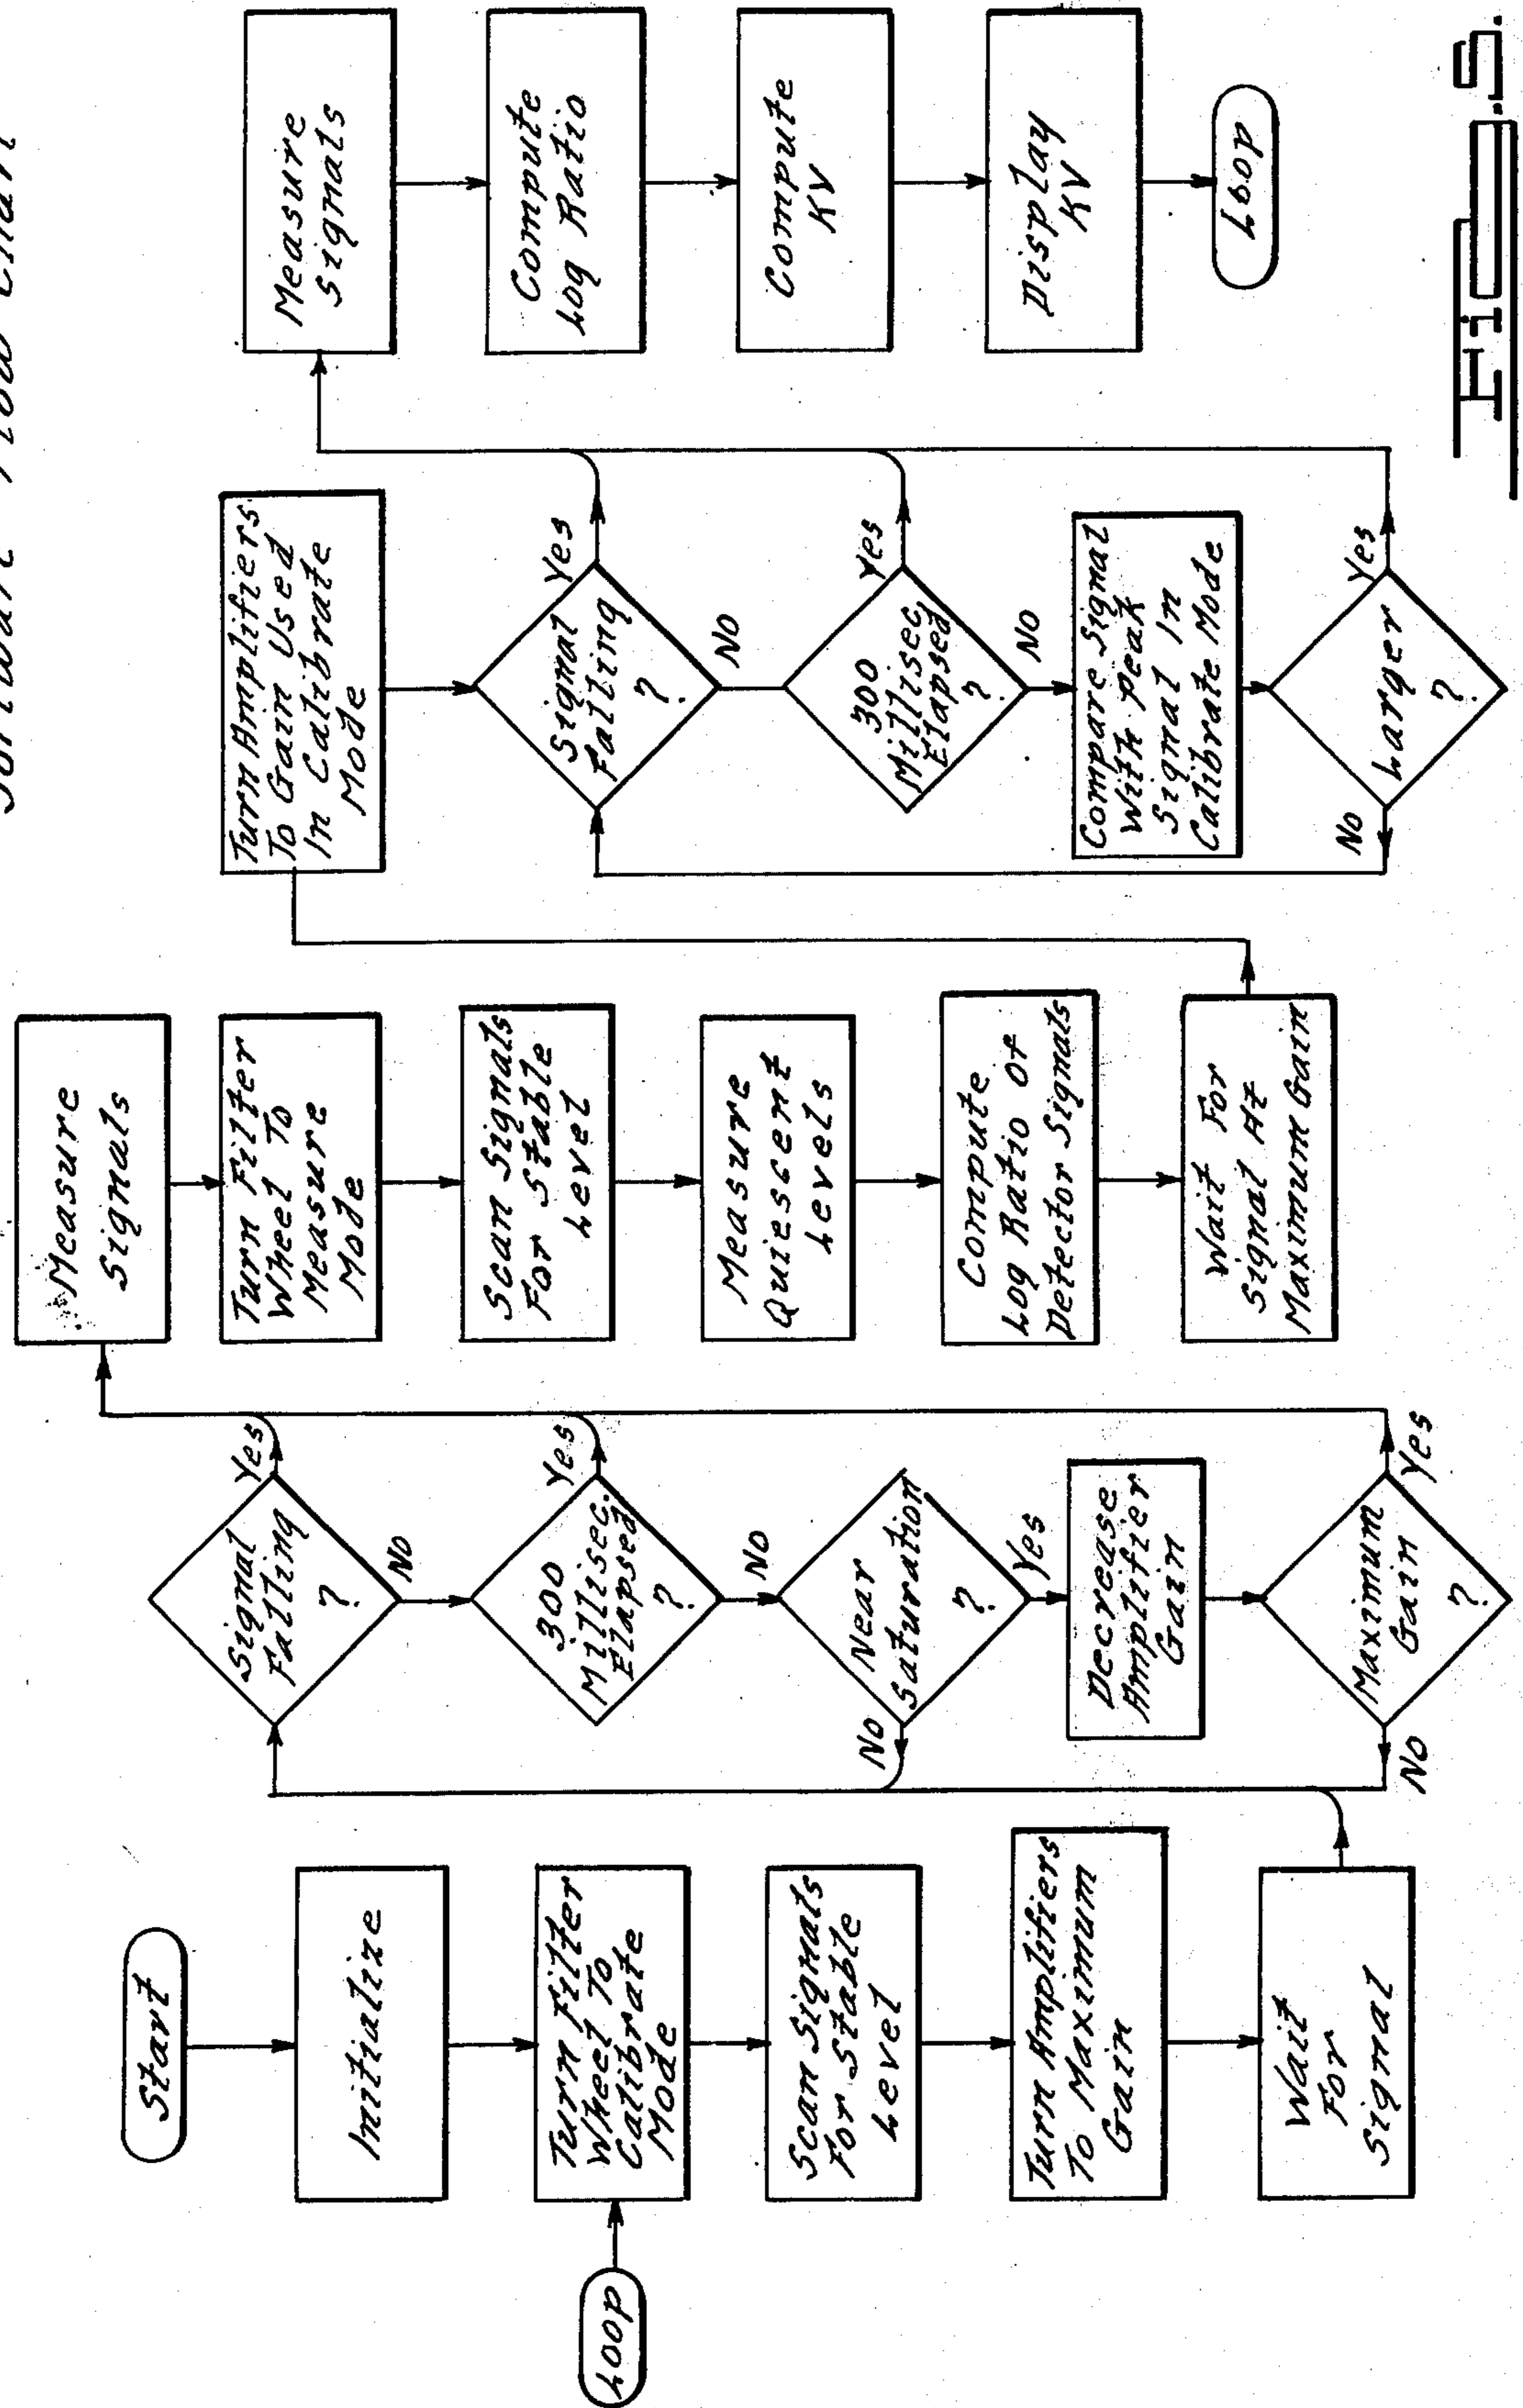 Software Flow Chart
Start
Initialize
Loop
Turn Filter
Wheel To
Calibrate
Mode
Scan Signals
For Stable
Level
Turn Amplifiers
To Maximum
Gain
Wait
For
Signal
Signal
Falling
?
Yes
No
300
Millisec.
Elapsed
?
Yes
No
Near
Saturation
?
No
Yes
Decrease
Amplifier
Gain
Maximum
Gain
?
No
Yes
Measure
Signals
Turn Filter
Wheel To
Measure
Mode
Scan Signals
For Stable
Level
Measure
Quiescent
Levels
Compute
Log Ratio Of
Detector Signals
Wait For
Signal At
Maximum Gain
Turn Amplifiers
To Gain Used
In Calibrate
Mode
Signal
Falling
?
Yes
No
300
Millisec.
Elapsed
?
Yes
No
Compare Signal
With Peak
Signal In
Calibrate Mode
Larger
?
No
Yes
Measure
Signals
Compute
Log Ratio
Compute
KV
Display
KV
Loop
Fig. 5.